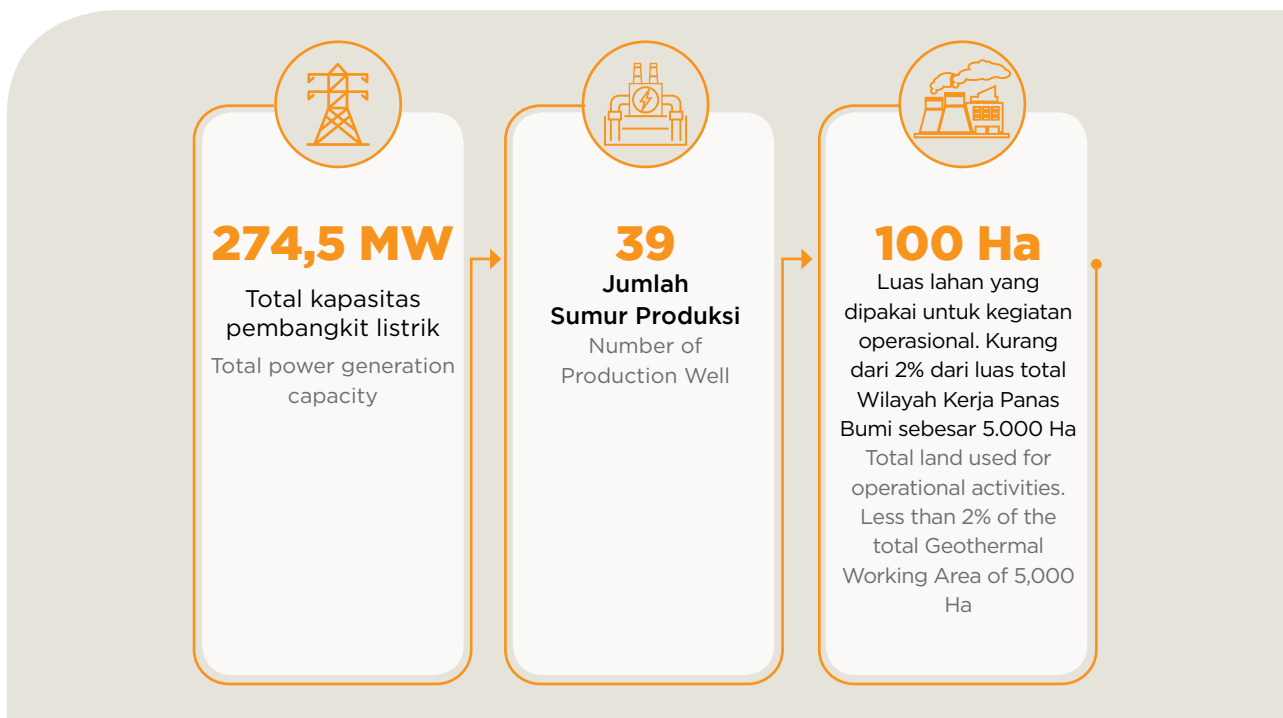 274,5 MW
Total kapasitas
pembangkit listrik
Total power generation
capacity
39
Jumlah
Sumur Produksi
Number of
Production Well
100 Ha
Luas lahan yang
dipakai untuk kegiatan
operasional. Kurang
dari 2% dari luas total
Wilayah Kerja Panas
Bumi sebesar 5.000 Ha
Total land used for
operational activities.
Less than 2% of the
total Geothermal
Working Area of 5,000
Ha